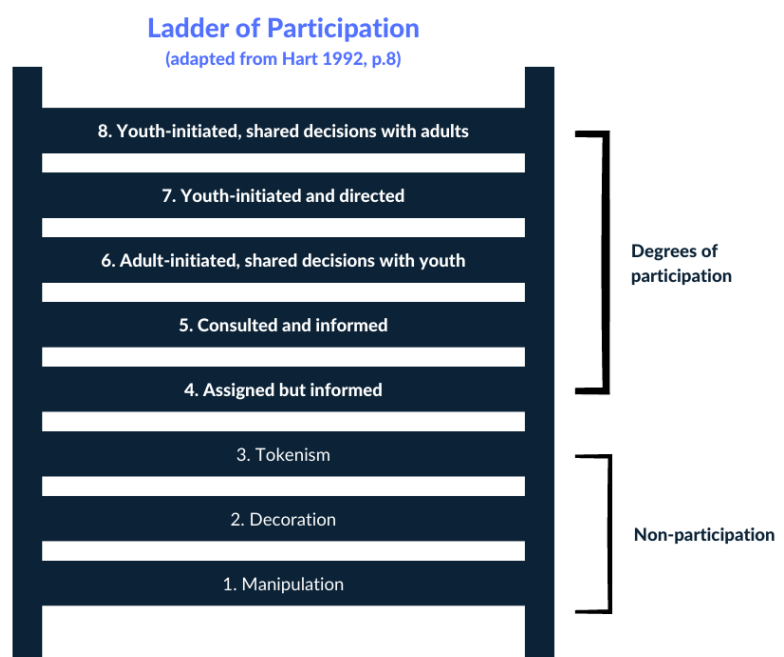 Ladder of Participation
(adapted from Hart 1992, p.8)
8. Youth-initiated, shared decisions with adults
7. Youth-initiated and directed
6. Adult-initiated, shared decisions with youth
5. Consulted and informed
4. Assigned but informed
Degrees of
participation
3. Tokenism
2. Decoration
1. Manipulation
Non-participation